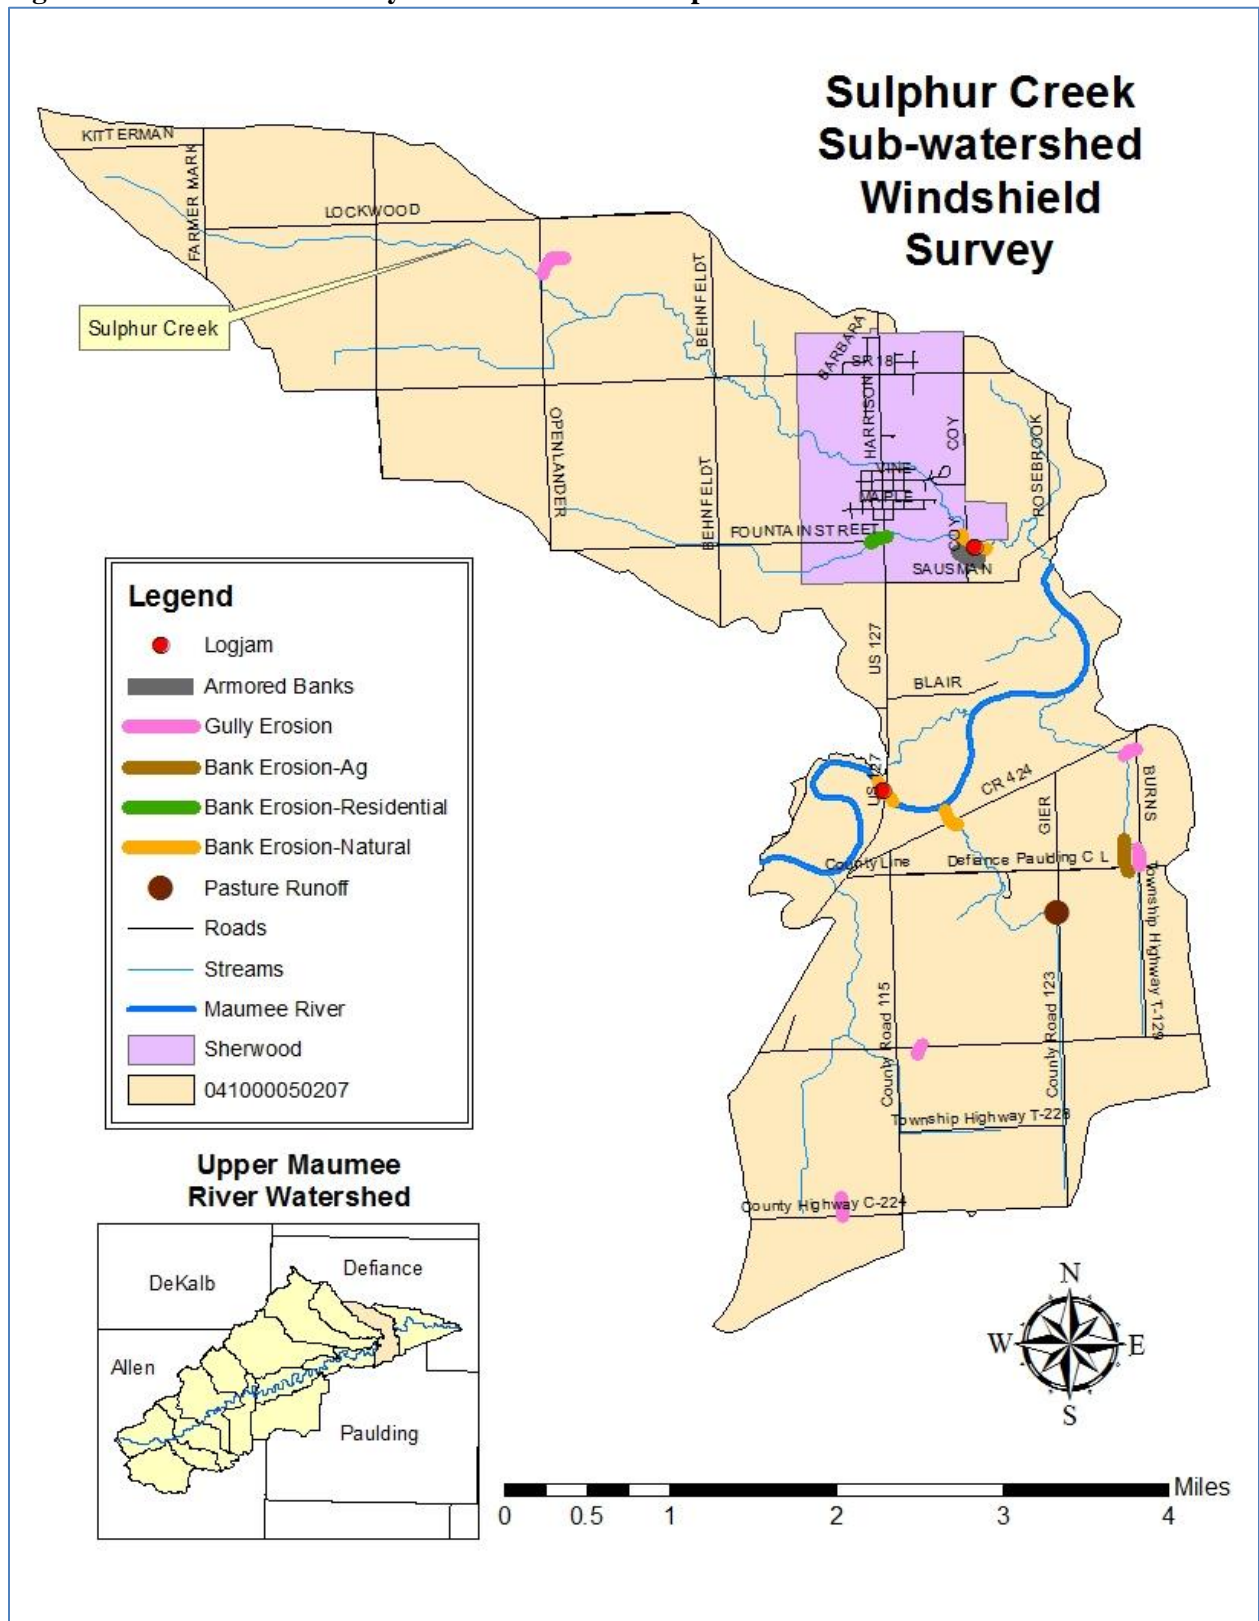 Sulphur Creek
Sub-watershed
Windshield
Survey
KITTERMAN
FARMER MARK
LOCKWOOD
BEHNFELDT
Sulphur Creek
BARBARA
SR 18
HARRISON
COY
ROSEBROOK
OPENLANDER
BEHNFELDT
VINE
MAPLE
FOUNTAIN STREET
COY
SAUSMAN
US 127
BLAIR
US 127
CR 424
GIER
BURNS
County Line
Defiance Paulding C L
Township Highway T-129
County Road 115
County Road 123
Township Highway T-228
County Highway C-224
Legend
Logjam
Armored Banks
Gully Erosion
Bank Erosion-Ag
Bank Erosion-Residential
Bank Erosion-Natural
Pasture Runoff
Roads
Streams
Maumee River
Sherwood
041000050207
Upper Maumee
River Watershed
DeKalb
Defiance
Allen
Paulding
N
W
E
S
Miles
0 0.5 1 2 3 4